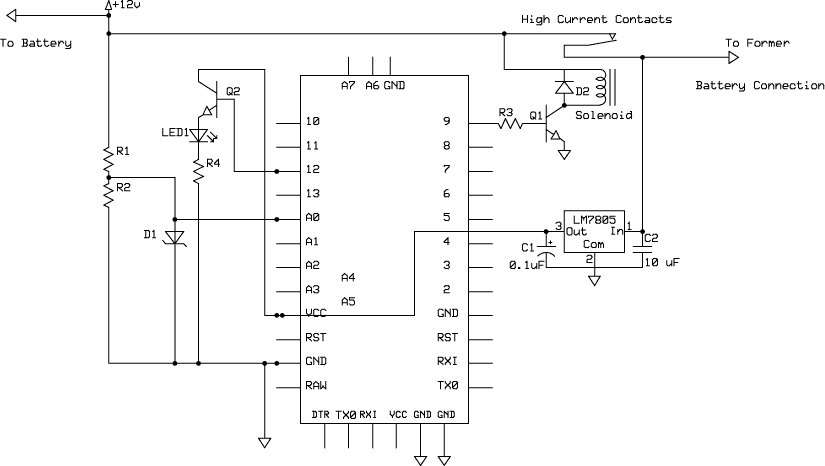 +12v
High Current Contacts
To Battery
To Former
Battery Connection
A7 A6 GND
Q2
D2
Solenoid
LED1
10
9
R3
Q1
11
8
R1
R4
12
7
R2
13
6
A0
5
LM7805
3 Out In 1
Com
2
D1
A1
4
C1 +
0.1uF
C2
10 uF
A2
3
A4
A3
2
A5
VCC
GND
RST
RST
GND
RXI
RAW
TX0
DTR TX0 RXI VCC GND GND